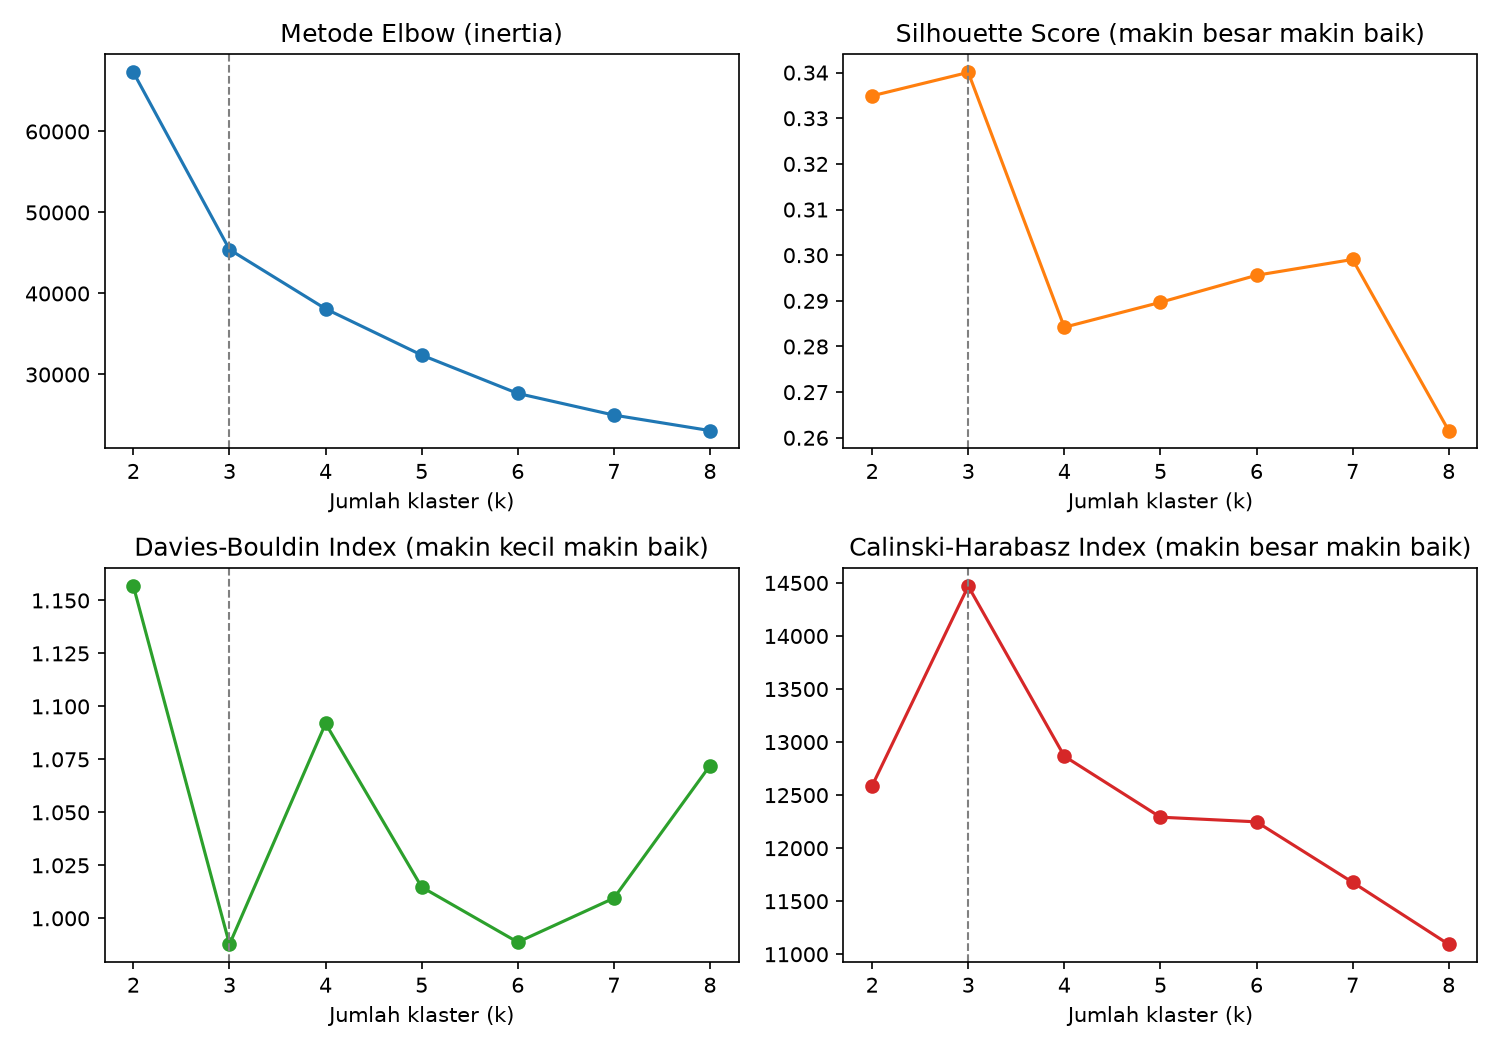 Metode Elbow (inertia)
60000
50000
40000
30000
2 3 4 5 6 7 8
Jumlah klaster (k)
Silhouette Score (makin besar makin baik)
0.34
0.33
0.32
0.31
0.30
0.29
0.28
0.27
0.26
2 3 4 5 6 7 8
Jumlah klaster (k)
Davies-Bouldin Index (makin kecil makin baik)
1.150
1.125
1.100
1.075
1.050
1.025
1.000
2 3 4 5 6 7 8
Jumlah klaster (k)
Calinski-Harabasz Index (makin besar makin baik)
14500
14000
13500
13000
12500
12000
11500
11000
2 3 4 5 6 7 8
Jumlah klaster (k)